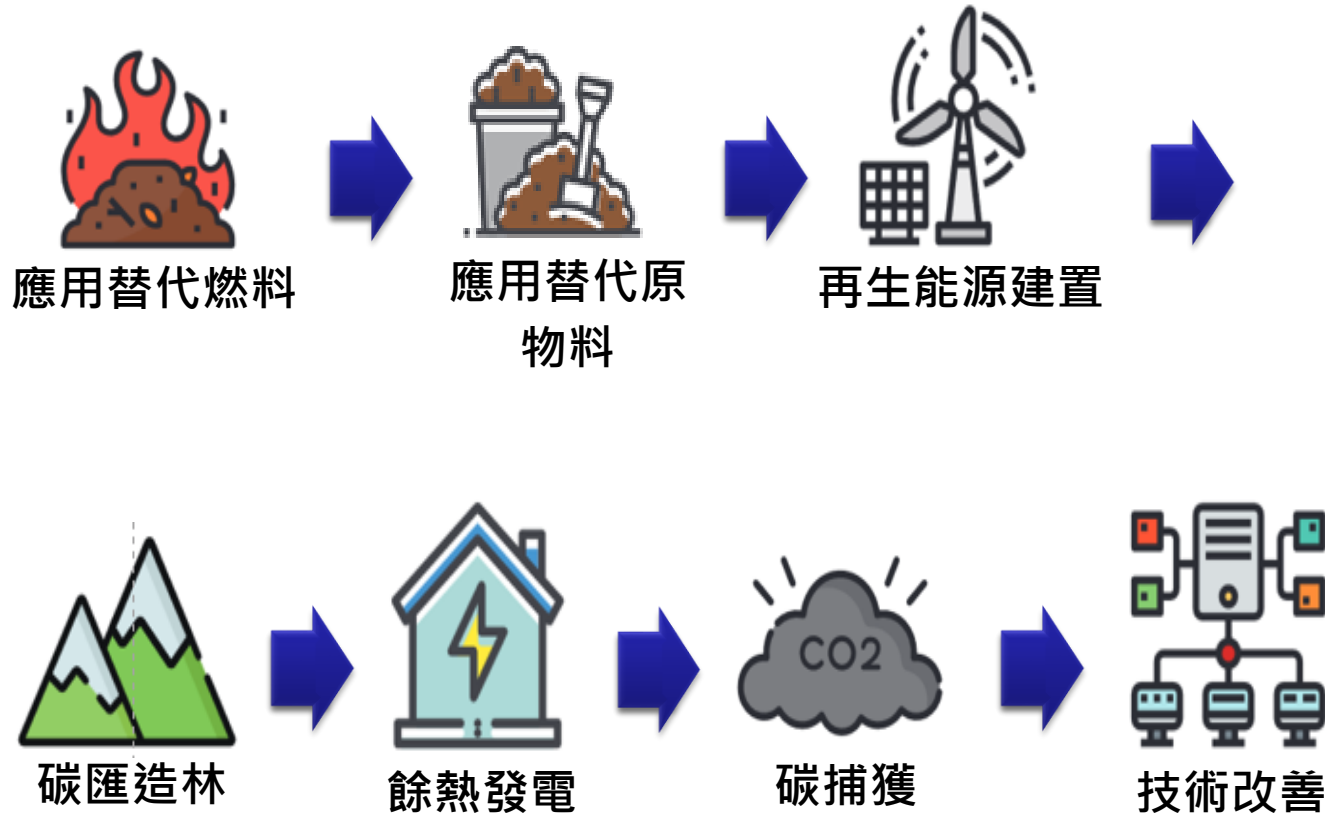 應用替代燃料
應用替代原
物料
再生能源建置
碳匯造林
餘熱發電
CO2
碳捕獲
技術改善